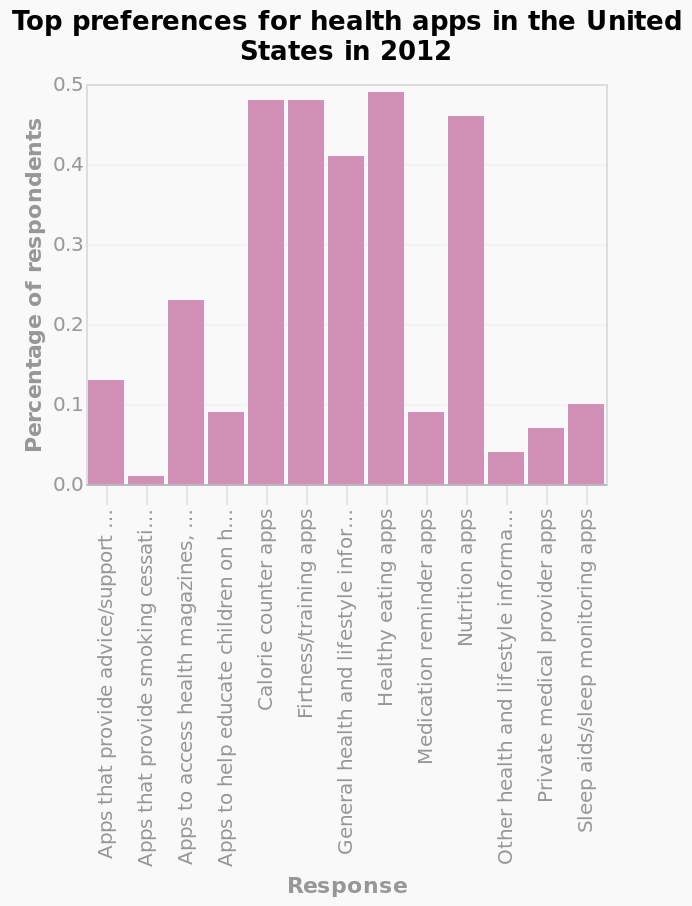 Top preferences for health apps in the United
States in 2012
Percentage of respondents
0.5
0.4
0.3
0.2
0.1
0.0
Apps that provide advice/support ...
Apps that provide smoking cessati...
Apps to access health magazines, ...
Apps to help educate children on h...
Calorie counter apps
Firtness/training apps
General health and lifestyle infor...
Healthy eating apps
Medication reminder apps
Nutrition apps
Other health and lifestyle informa...
Private medical provider apps
Sleep aids/sleep monitoring apps
Response